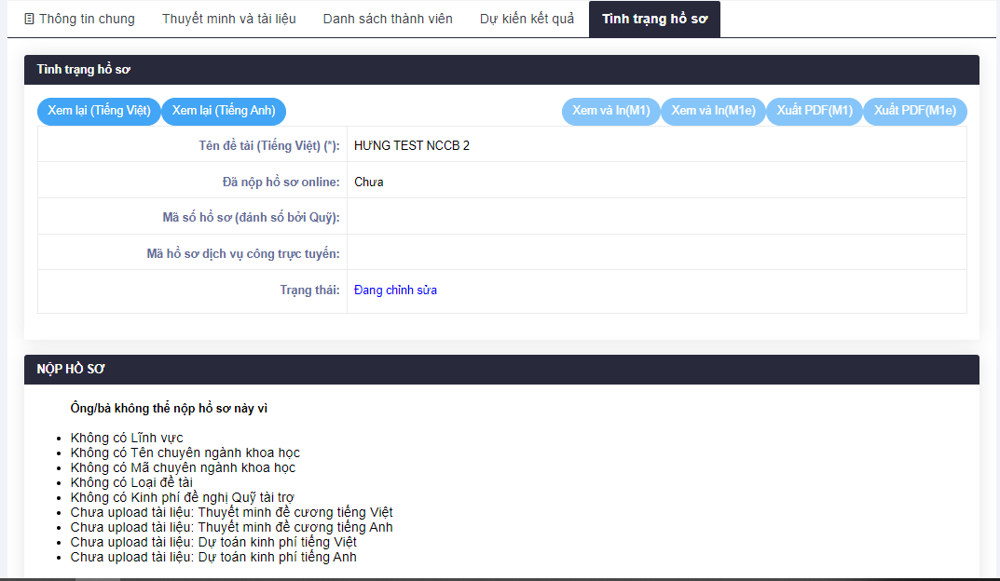 Thông tin chung Thuyết minh và tài liệu Danh sách thành viên Dự kiến kết quả Tình trạng hồ sơ
Tình trạng hồ sơ
Xem lại (Tiếng Việt) Xem lại (Tiếng Anh) Xem và In(M1) Xem và In(M1e) Xuất PDF(M1) Xuất PDF(M1e)
Tên đề tài (Tiếng Việt) (*): HƯNG TEST NCCB 2
Đã nộp hồ sơ online: Chưa
Mã số hồ sơ (đánh số bởi Quỹ):
Mã hồ sơ dịch vụ công trực tuyến:
Trạng thái: Đang chỉnh sửa
NỘP HỒ SƠ
Ông/bà không thể nộp hồ sơ này vì
Không có Lĩnh vực
Không có Tên chuyên ngành khoa học
Không có Mã chuyên ngành khoa học
Không có Loại đề tài
Không có Kinh phí đề nghị Quỹ tài trợ
Chưa upload tài liệu: Thuyết minh đề cương tiếng Việt
Chưa upload tài liệu: Thuyết minh đề cương tiếng Anh
Chưa upload tài liệu: Dự toán kinh phí tiếng Việt
Chưa upload tài liệu: Dự toán kinh phí tiếng Anh